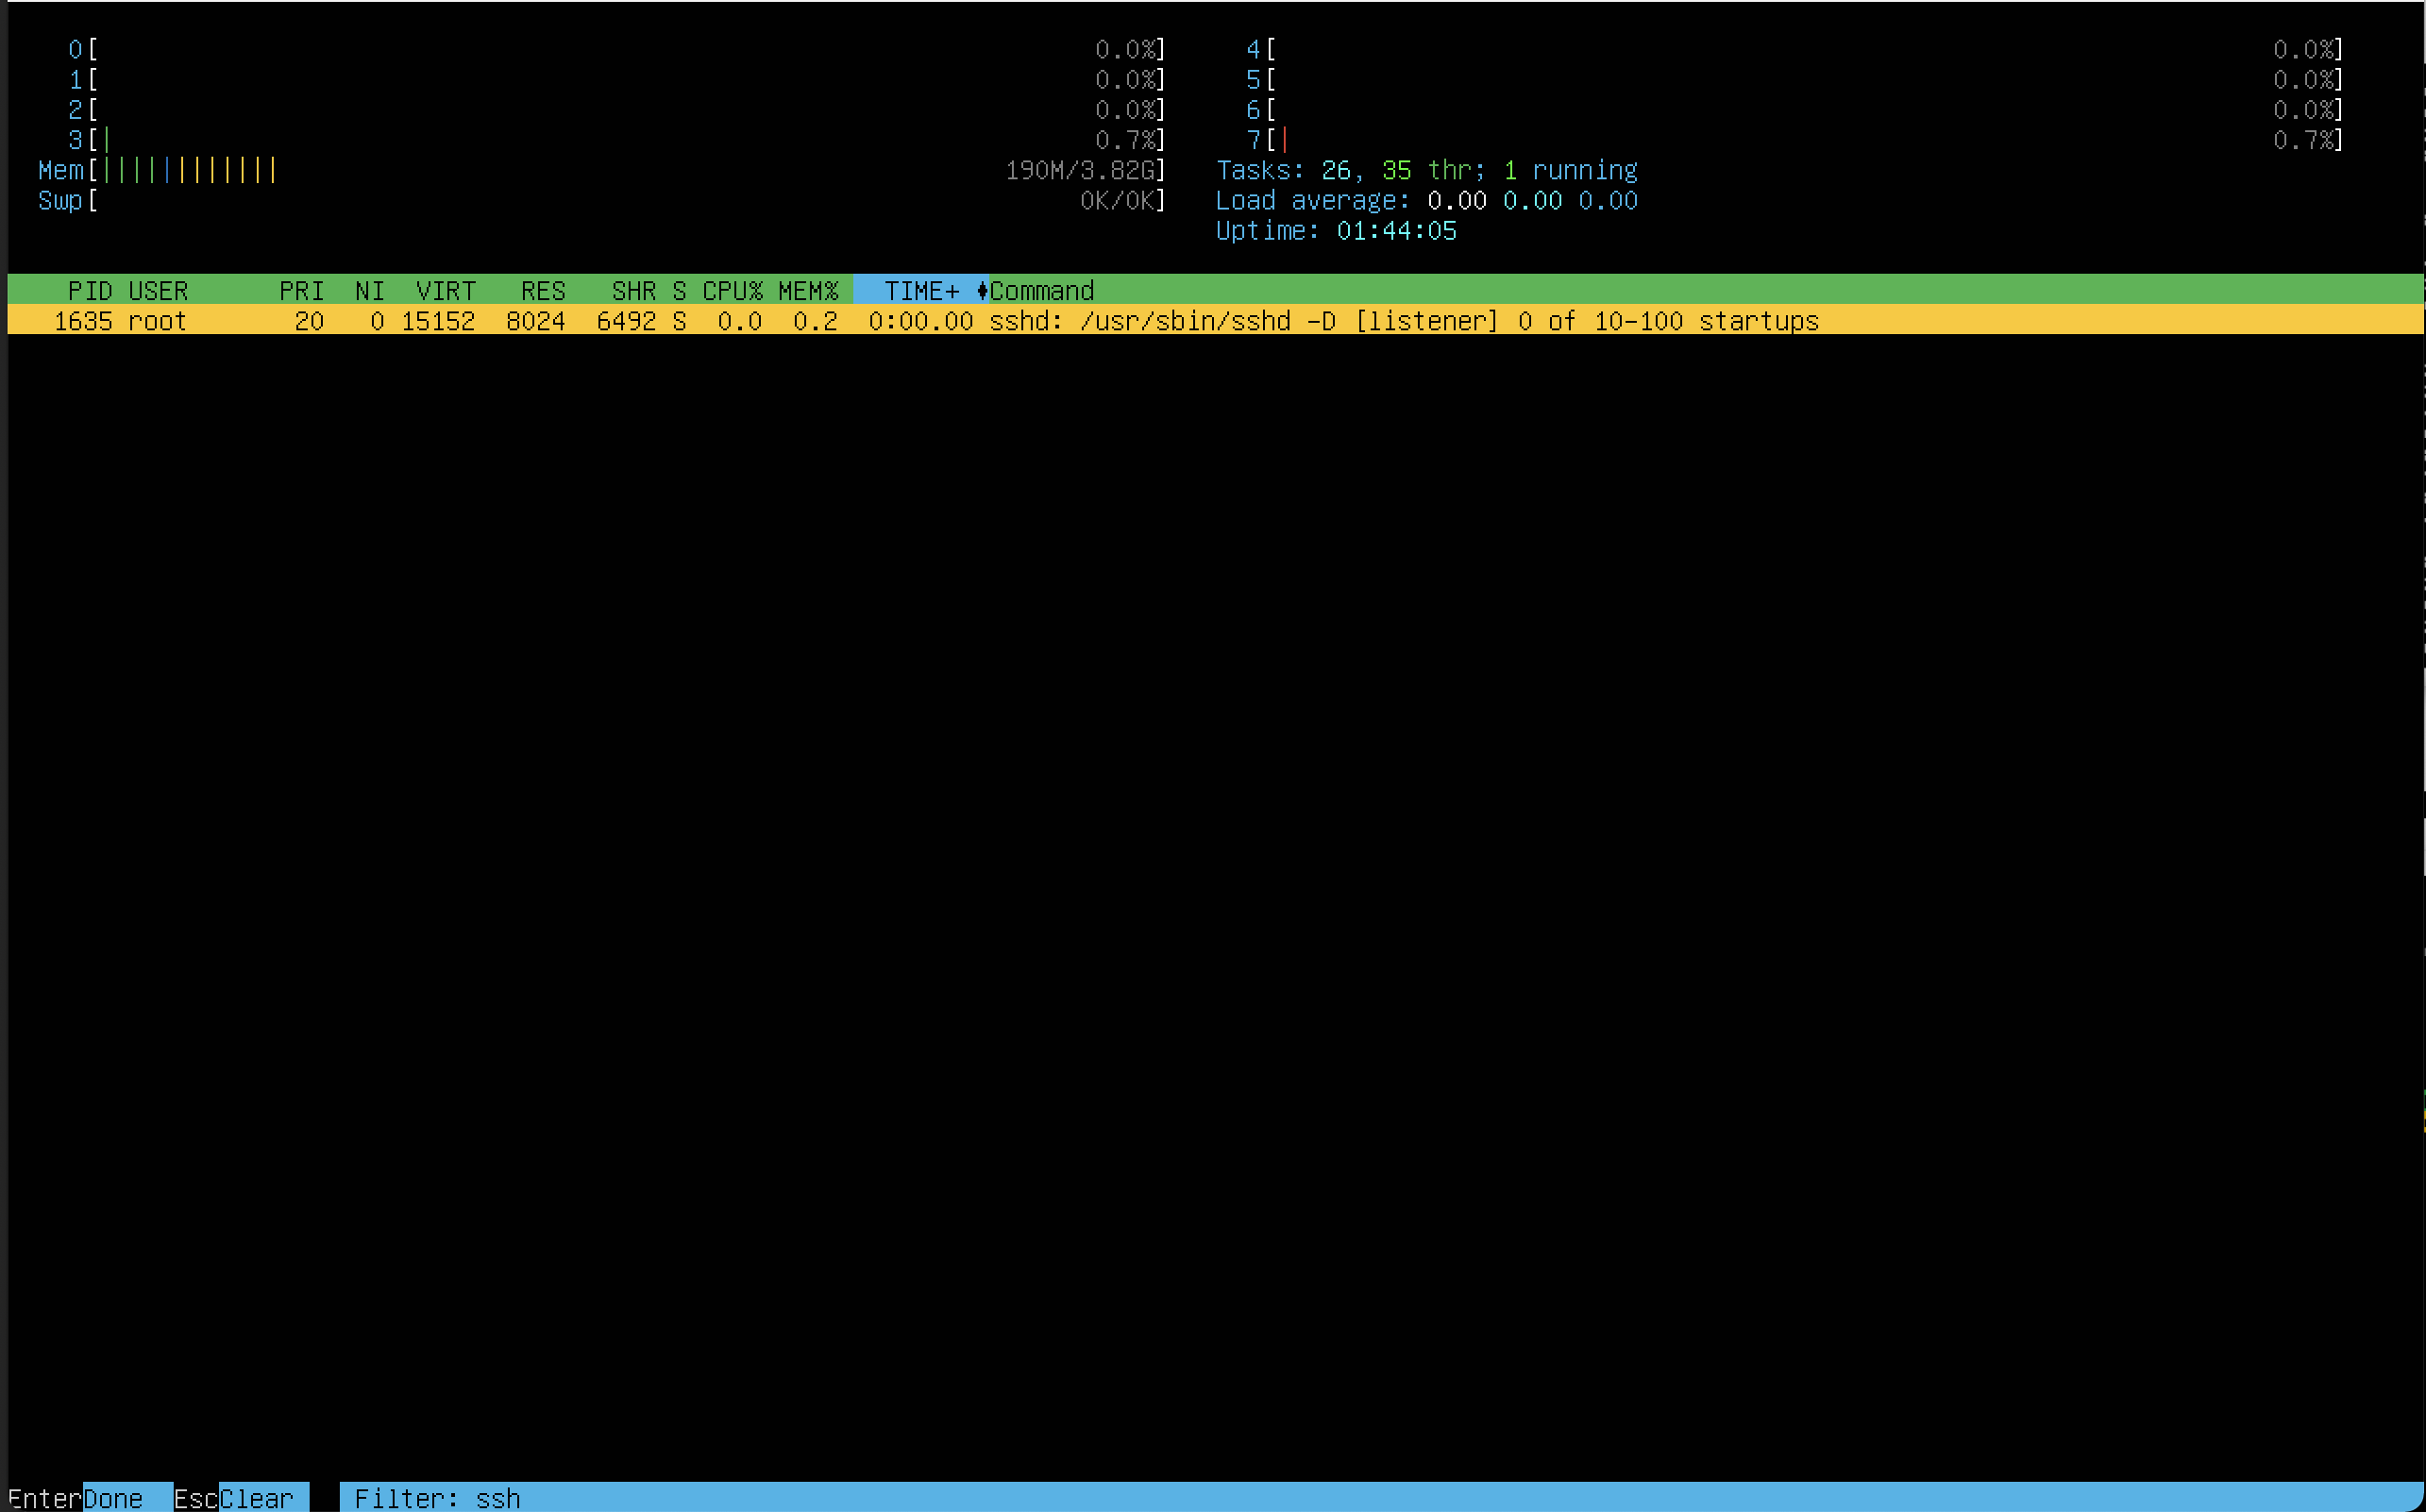 0[ 0.0%] 4[ 0.0%]
1[ 0.0%] 5[ 0.0%]
2[ 0.0%] 6[ 0.0%]
3[| 0.7%] 7[| 0.7%]
Mem[|||||||||||| 190M/3.82G] Tasks: 26, 35 thr; 1 running
Swp[ 0K/0K] Load average: 0.00 0.00 0.00
Uptime: 01:44:05
PID USER PRI NI VIRT RES SHR S CPU% MEM% TIME+ Command
1635 root 20 0 15152 8024 6492 S 0.0 0.2 0:00.00 sshd: /usr/sbin/sshd -D [listener] 0 of 10-100 startups
EnterDone EscClear Filter: ssh